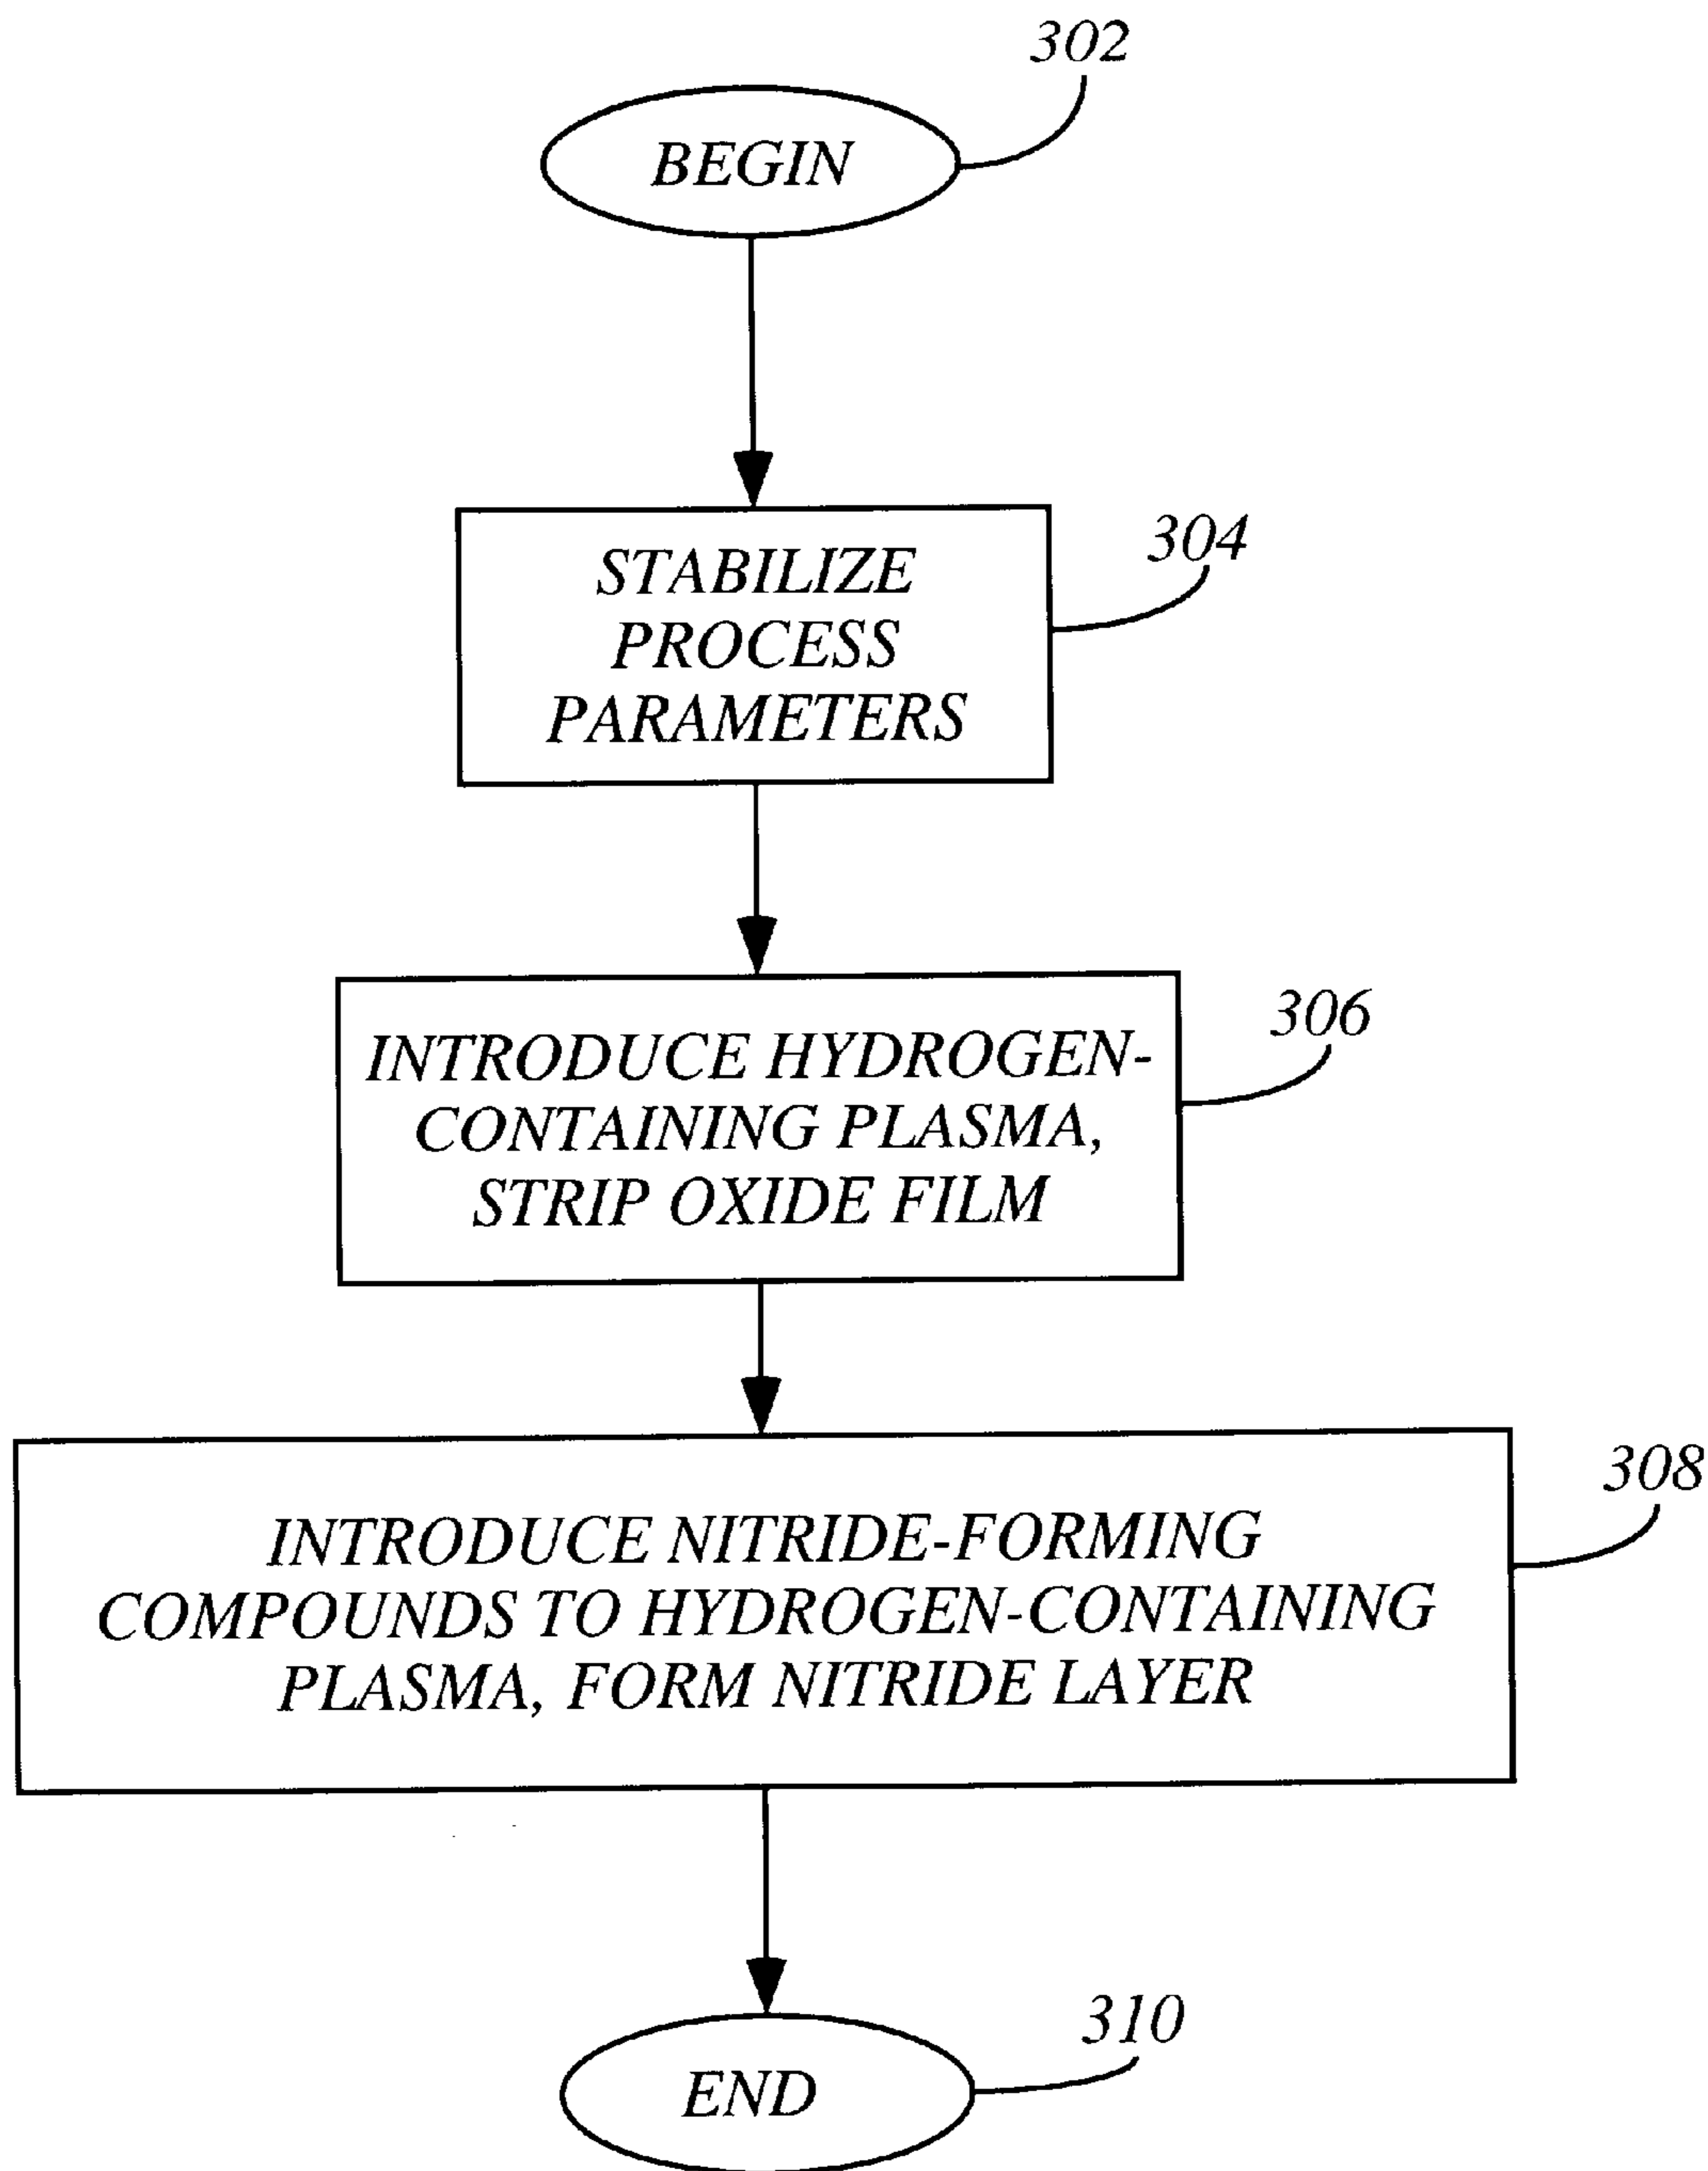 302
BEGIN
304
STABILIZE
PROCESS
PARAMETERS
306
INTRODUCE HYDROGEN-
CONTAINING PLASMA,
STRIP OXIDE FILM
308
INTRODUCE NITRIDE-FORMING
COMPOUNDS TO HYDROGEN-CONTAINING
PLASMA, FORM NITRIDE LAYER
310
END